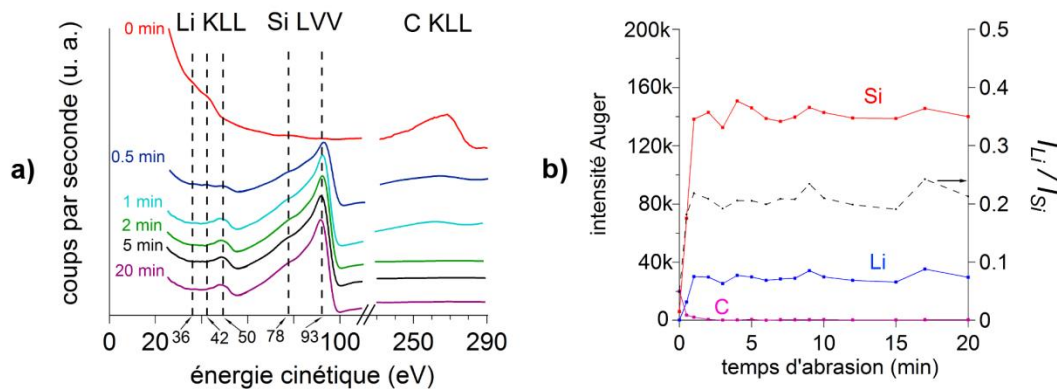 a)
Li KLL Si LVV C KLL
0 min
0.5 min
1 min
2 min
5 min
20 min
coups par seconde (u. a.)
0 20 100 250 290
36 42 50 78 93
énergie cinétique (eV)
b)
200k
160k
120k
80k
40k
0
intensité Auger
Si
Li
C
0 5 10 15 20
temps d'abrasion (min)
0.5
0.4
0.3
0.2
0.1
0
I Li / I Si